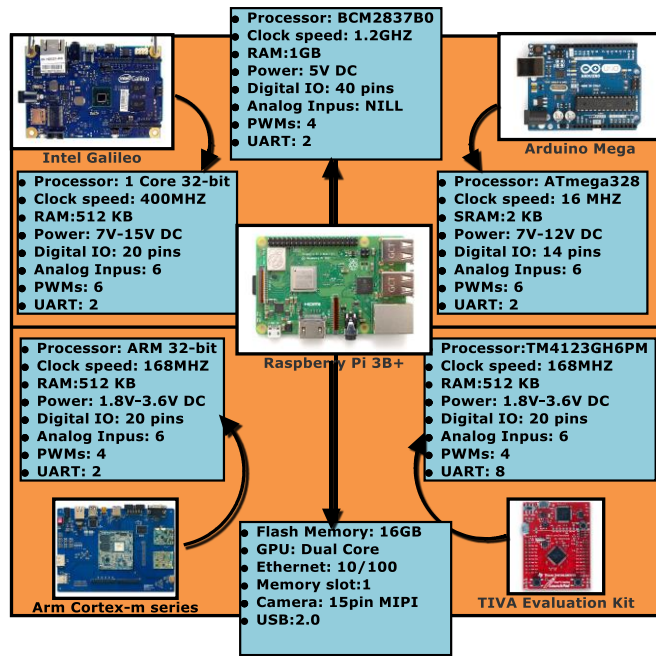 Processor: BCM2837B0
Clock speed: 1.2GHZ
RAM:1GB
Power: 5V DC
Digital IO: 40 pins
Analog Inpus: NILL
PWMs: 4
UART: 2
Intel Galileo
Arduino Mega
Processor: 1 Core 32-bit
Clock speed: 400MHZ
RAM:512 KB
Power: 7V-15V DC
Digital IO: 20 pins
Analog Inpus: 6
PWMs: 6
UART: 2
Processor: ATmega328
Clock speed: 16 MHZ
SRAM:2 KB
Power: 7V-12V DC
Digital IO: 14 pins
Analog Inpus: 6
PWMs: 6
UART: 2
Raspberry Pi 3B+
Processor: ARM 32-bit
Clock speed: 168MHZ
RAM:512 KB
Power: 1.8V-3.6V DC
Digital IO: 20 pins
Analog Inpus: 6
PWMs: 4
UART: 2
Processor:TM4123GH6PM
Clock speed: 168MHZ
RAM:512 KB
Power: 1.8V-3.6V DC
Digital IO: 20 pins
Analog Inpus: 6
PWMs: 4
UART: 8
Arm Cortex-m series
TIVA Evaluation Kit
Flash Memory: 16GB
GPU: Dual Core
Ethernet: 10/100
Memory slot:1
Camera: 15pin MIPI
USB:2.0